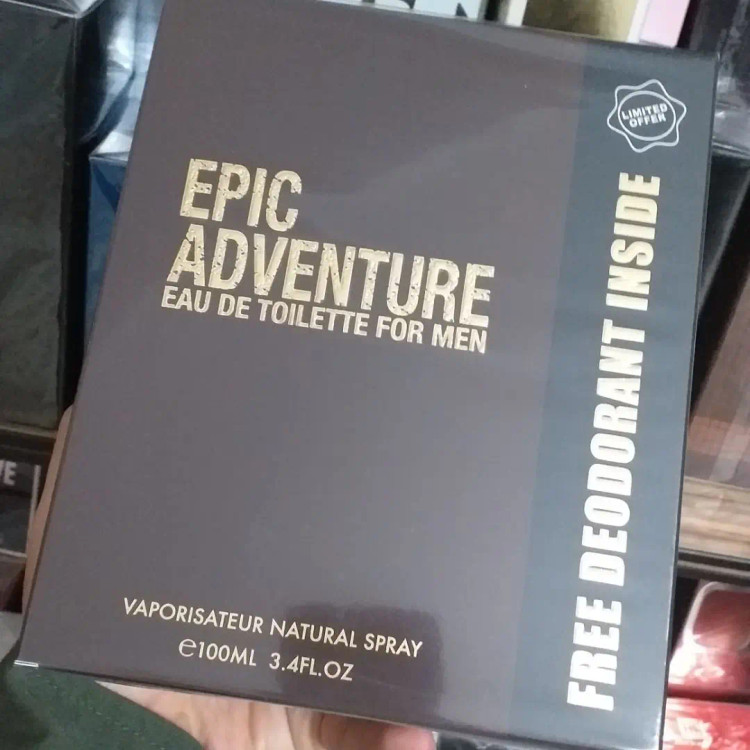 EPIC
ADVENTURE
EAU DE TOILETTE FOR MEN
VAPORISATEUR NATURAL SPRAY
℮100ML 3.4FL.OZ
LIMITED
OFFER
FREE DEODORANT INSIDE